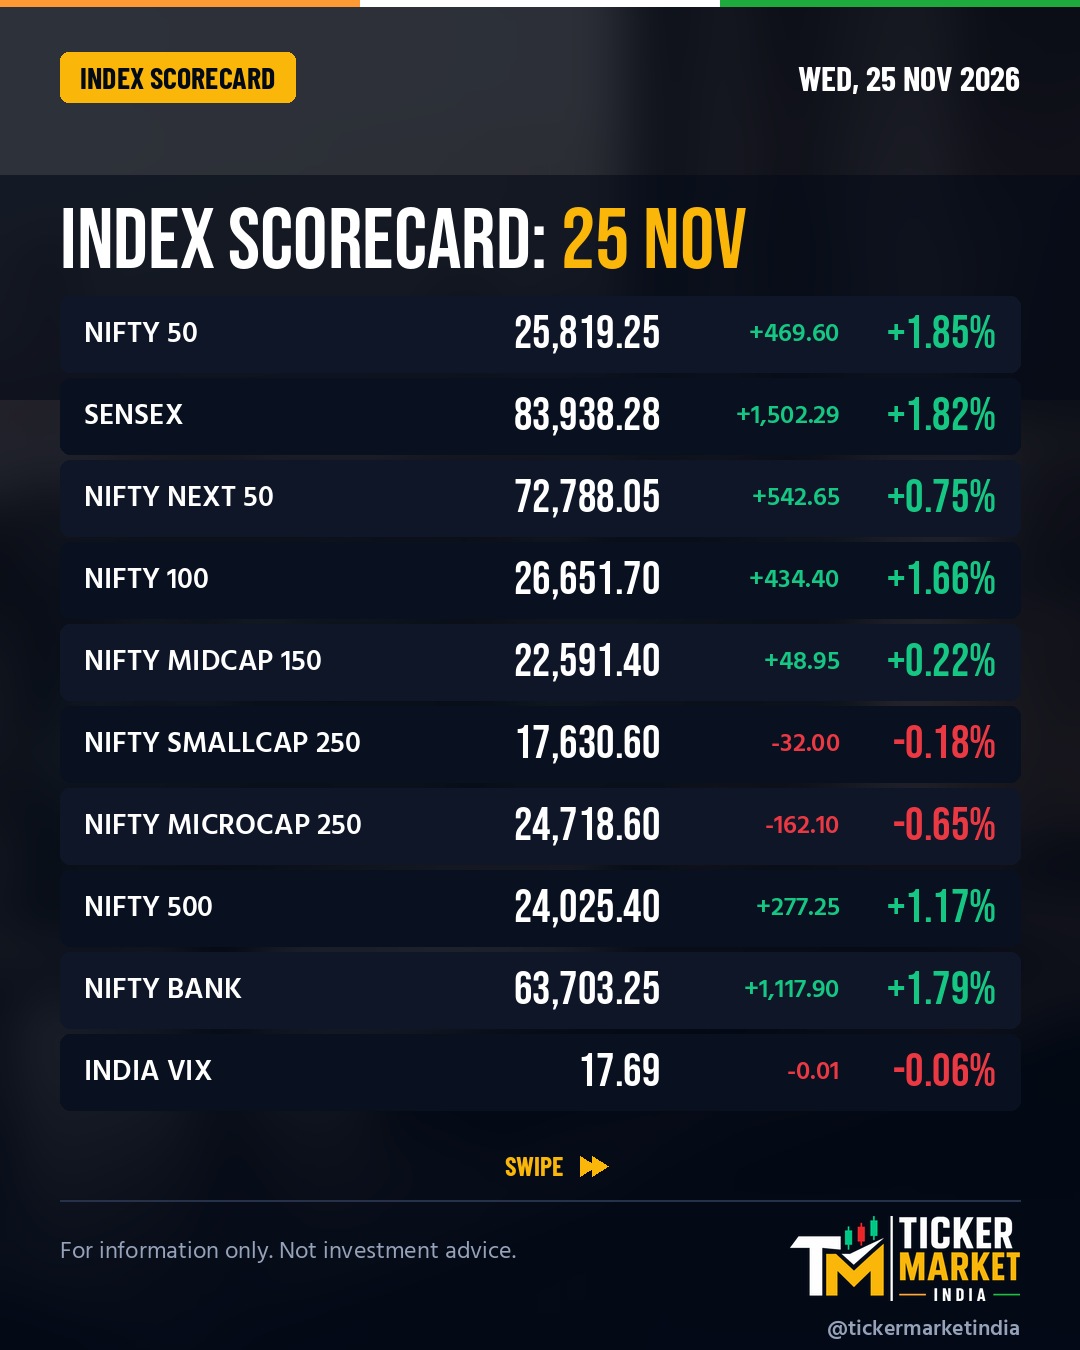 INDEX SCORECARD
WED, 25 NOV 2026
INDEX SCORECARD: 25 NOV
NIFTY 50 25,819.25 +469.60 +1.85%
SENSEX 83,938.28 +1,502.29 +1.82%
NIFTY NEXT 50 72,788.05 +542.65 +0.75%
NIFTY 100 26,651.70 +434.40 +1.66%
NIFTY MIDCAP 150 22,591.40 +48.95 +0.22%
NIFTY SMALLCAP 250 17,630.60 -32.00 -0.18%
NIFTY MICROCAP 250 24,718.60 -162.10 -0.65%
NIFTY 500 24,025.40 +277.25 +1.17%
NIFTY BANK 63,703.25 +1,117.90 +1.79%
INDIA VIX 17.69 -0.01 -0.06%
SWIPE
For information only. Not investment advice.
TM
TICKER
MARKET
INDIA
@tickermarketindia